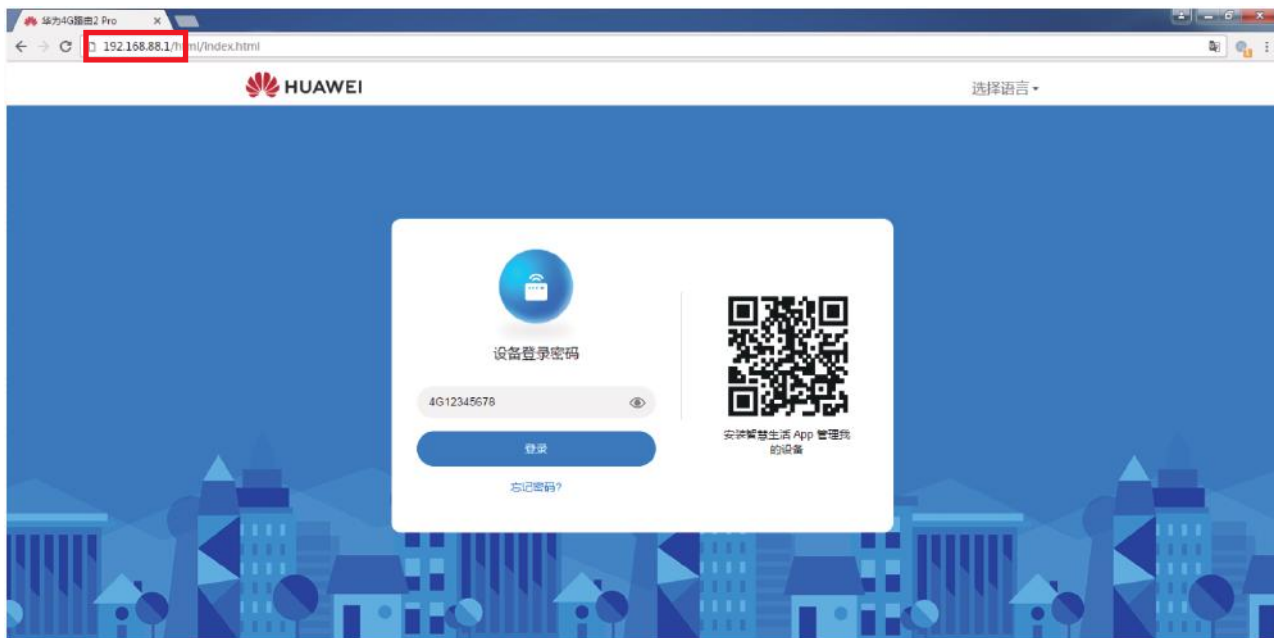 华为4G路由2 Pro
192.168.88.1/html/index.html
HUAWEI
选择语言
设备登录密码
4G12345678
登录
忘记密码?
安装智慧生活 App 管理我
的设备